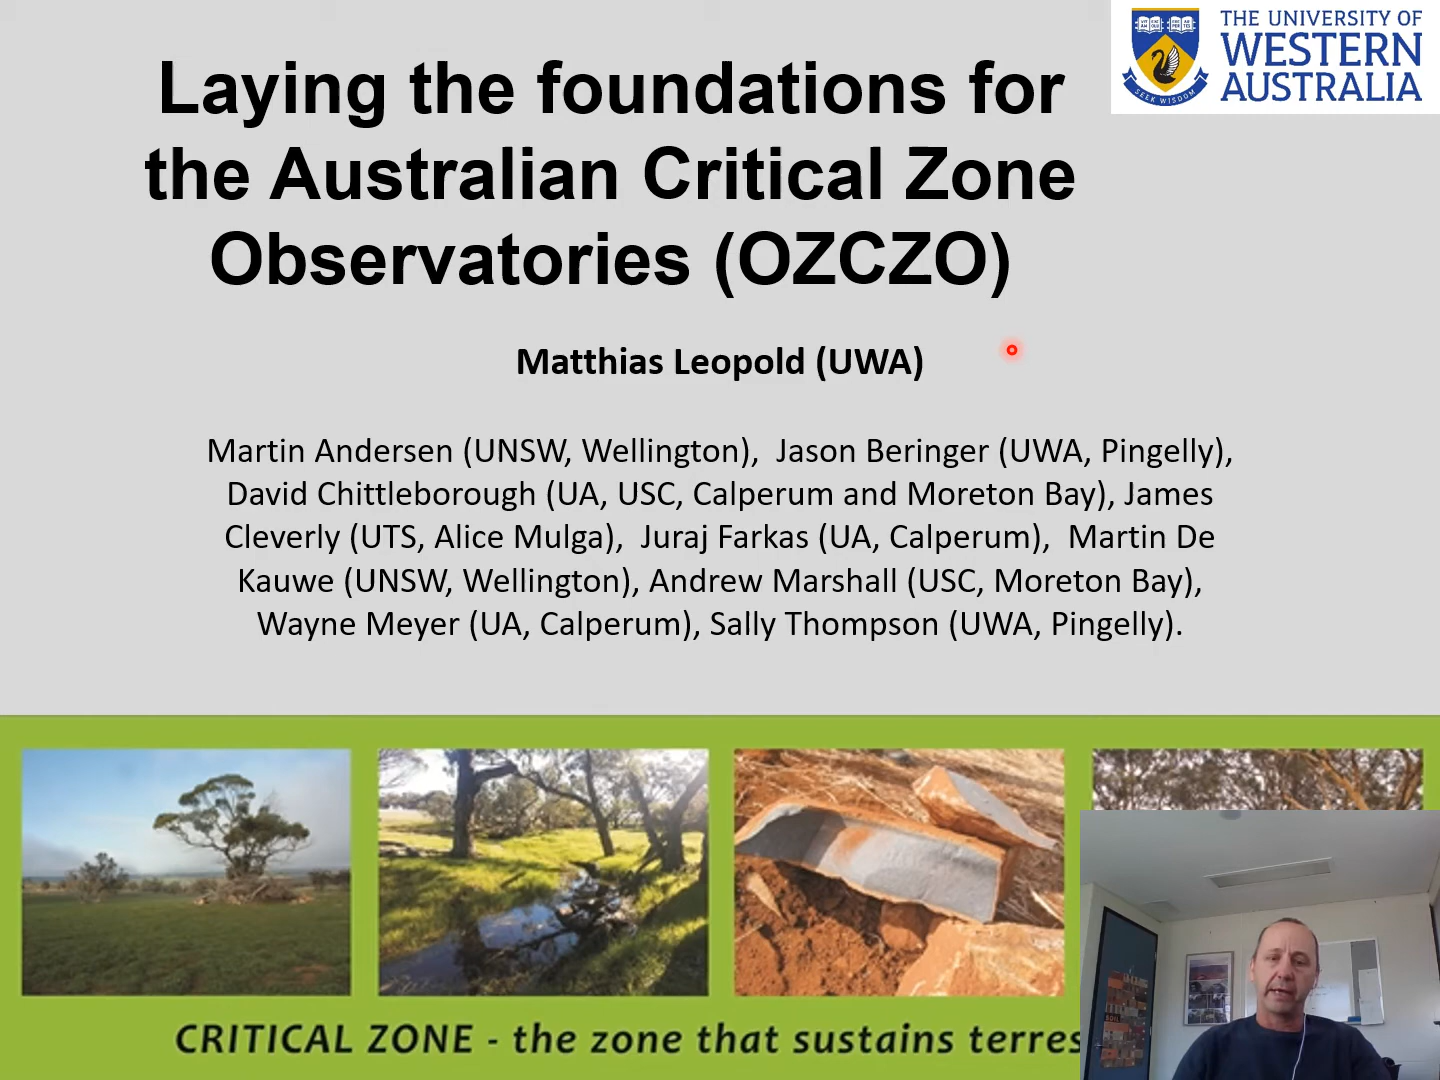 THE UNIVERSITY OF
WESTERN
AUSTRALIA
SEEK WISDOM
Laying the foundations for
the Australian Critical Zone
Observatories (OZCZO)
Matthias Leopold (UWA)
Martin Andersen (UNSW, Wellington),  Jason Beringer (UWA, Pingelly),
David Chittleborough (UA, USC, Calperum and Moreton Bay), James
Cleverly (UTS, Alice Mulga),  Juraj Farkas (UA, Calperum),  Martin De
Kauwe (UNSW, Wellington), Andrew Marshall (USC, Moreton Bay),
Wayne Meyer (UA, Calperum), Sally Thompson (UWA, Pingelly).
CRITICAL ZONE - the zone that sustains terres